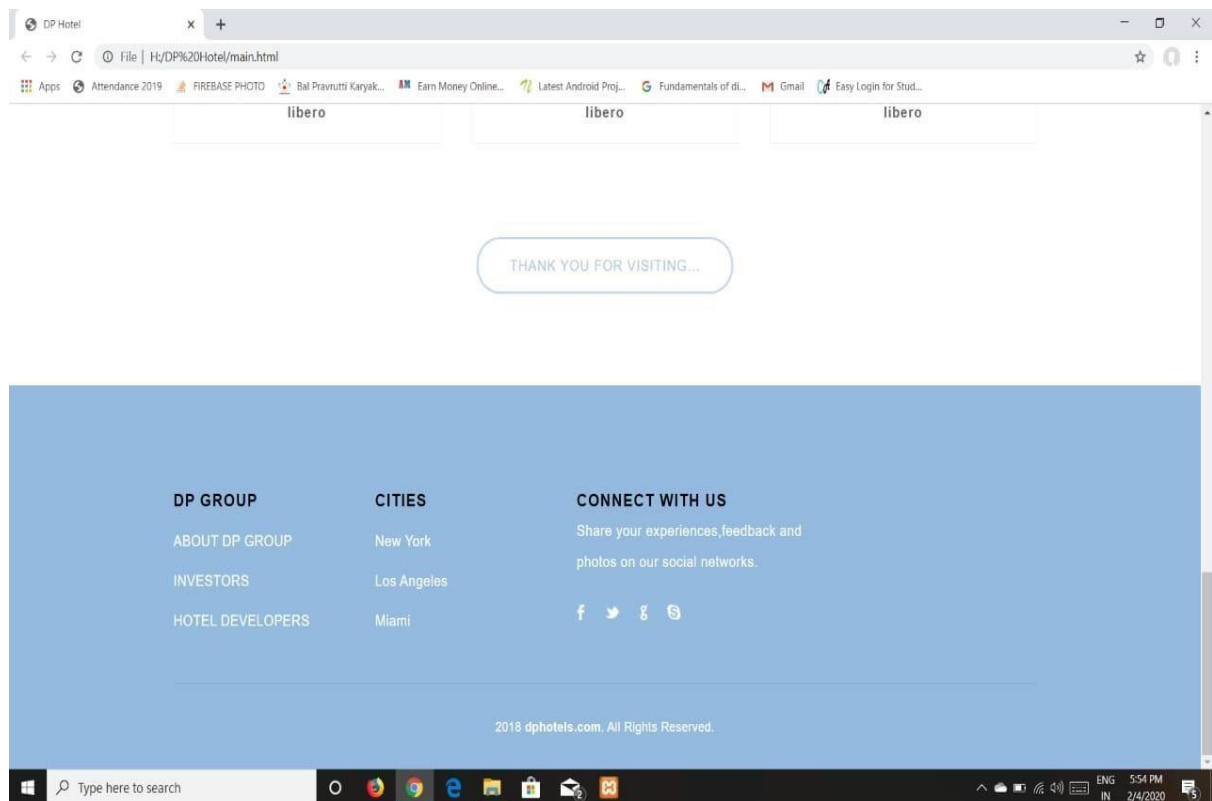 DP Hotel
File | H:/DP%20Hotel/main.html
Apps Attendance 2019 FIREBASE PHOTO Bal Pravrutti Karyak... Earn Money Online... Latest Android Proj... Fundamentals of di... Gmail Easy Login for Stud...
libero libero libero
THANK YOU FOR VISITING...
DP GROUP CITIES CONNECT WITH US
Share your experiences,feedback and
ABOUT DP GROUP New York
photos on our social networks.
INVESTORS Los Angeles
HOTEL DEVELOPERS Miami
2018 dphotels.com. All Rights Reserved.
Type here to search
ENG 5:54 PM
IN 2/4/2020